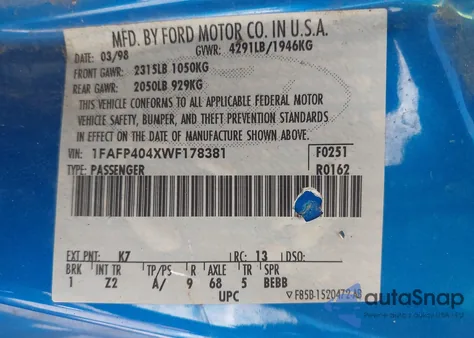 MFD. BY FORD MOTOR CO. IN U.S.A.
DATE: 03/98 GVWR: 4291LB/1946KG
FRONT GAWR: 2315LB 1050KG
REAR GAWR: 2050LB 929KG
THIS VEHICLE CONFORMS TO ALL APPLICABLE FEDERAL MOTOR
VEHICLE SAFETY, BUMPER, AND THEFT PREVENTION STANDARDS
IN EFFECT ON THE DATE OF MANUFACTURE SHOWN ABOVE.
VIN: 1FAFP404XWF178381 F0251
TYPE: PASSENGER R0162
EXT PNT: K7 RC: 13 DSO:
BRK INT TR TP/PS R AXLE TR SPR
1 Z2 A/ 9 68 5 BEBB
UPC F85B-1520472-AB
autoSnap